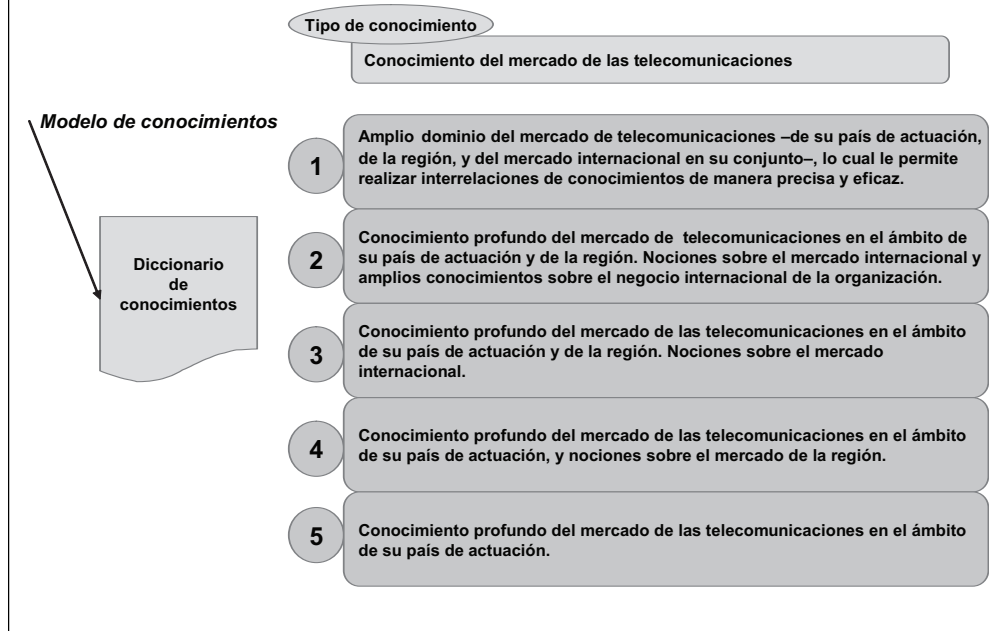 Tipo de conocimiento
Conocimiento del mercado de las telecomunicaciones
Modelo de conocimientos
Diccionario
de
conocimientos
1
Amplio dominio del mercado de telecomunicaciones –de su país de actuación,
de la región, y del mercado internacional en su conjunto–, lo cual le permite
realizar interrelaciones de conocimientos de manera precisa y eficaz.
2
Conocimiento profundo del mercado de telecomunicaciones en el ámbito de
su país de actuación y de la región. Nociones sobre el mercado internacional y
amplios conocimientos sobre el negocio internacional de la organización.
3
Conocimiento profundo del mercado de las telecomunicaciones en el ámbito
de su país de actuación y de la región. Nociones sobre el mercado
internacional.
4
Conocimiento profundo del mercado de las telecomunicaciones en el ámbito
de su país de actuación, y nociones sobre el mercado de la región.
5
Conocimiento profundo del mercado de las telecomunicaciones en el ámbito
de su país de actuación.